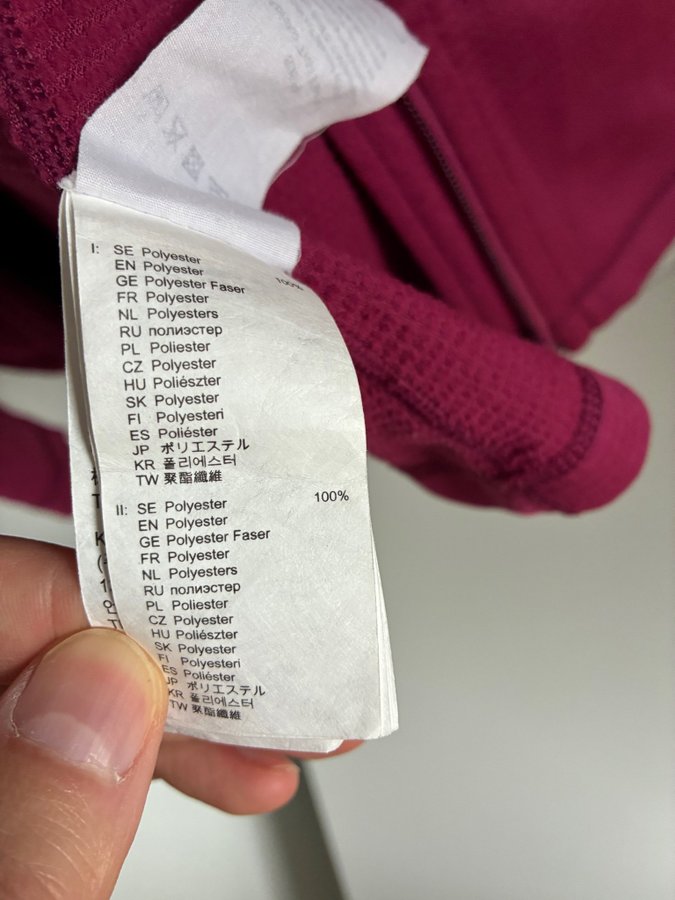 I: SE Polyester 100%
EN Polyester
GE Polyester Faser
FR Polyester
NL Polyesters
RU полиэстер
PL Poliester
CZ Polyester
HU Poliészter
SK Polyester
FI Polyesteri
ES Poliéster
JP ポリエステル
KR 폴리에스터
TW 聚酯纖維
II: SE Polyester 100%
EN Polyester
GE Polyester Faser
FR Polyester
NL Polyesters
RU полиэстер
PL Poliester
CZ Polyester
HU Poliészter
SK Polyester
FI Polyesteri
ES Poliéster
JP ポリエステル
KR 폴리에스터
TW 聚酯纖維